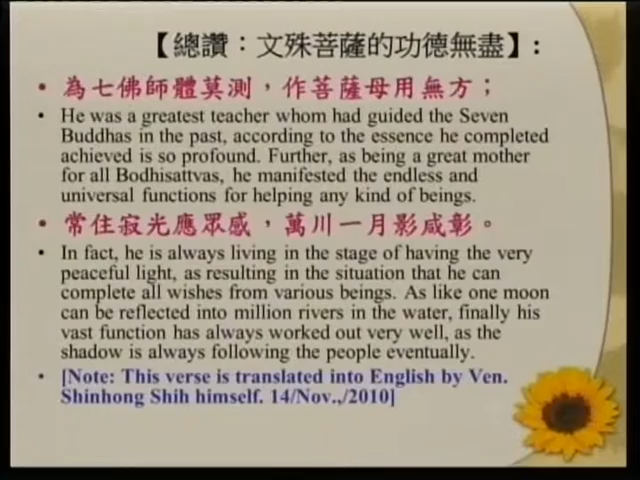 【總讚：文殊菩薩的功德無盡】:
• 為七佛師體莫測，作菩薩母用無方；
• He was a greatest teacher whom had guided the Seven
Buddhas in the past, according to the essence he completed
achieved is so profound. Further, as being a great mother
for all Bodhisattvas, he manifested the endless and
universal functions for helping any kind of beings.
• 常住寂光應眾感，萬川一月影咸彰。
• In fact, he is always living in the stage of having the very
peaceful light, as resulting in the situation that he can
complete all wishes from various beings. As like one moon
can be reflected into million rivers in the water, finally his
vast function has always worked out very well, as the
shadow is always following the people eventually.
• [Note: This verse is translated into English by Ven.
Shinhong Shih himself. 14/Nov.,/2010]